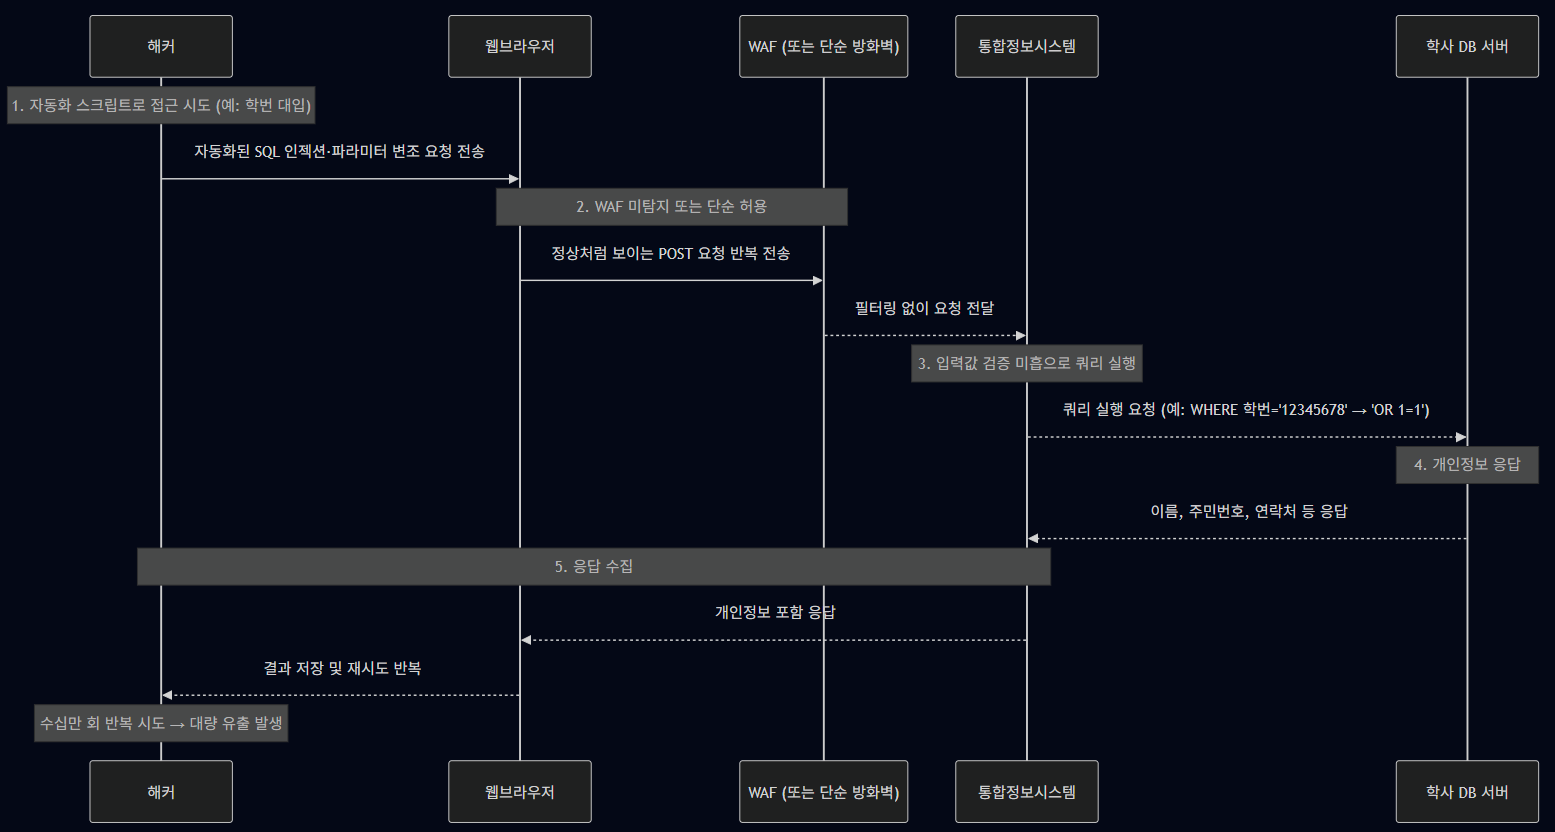 해커
웹브라우저
WAF (또는 단순 방화벽)
통합정보시스템
학사 DB 서버
1. 자동화 스크립트로 접근 시도 (예: 학번 대입)
자동화된 SQL 인젝션·파라미터 변조 요청 전송
2. WAF 미탐지 또는 단순 허용
정상처럼 보이는 POST 요청 반복 전송
필터링 없이 요청 전달
3. 입력값 검증 미흡으로 쿼리 실행
쿼리 실행 요청 (예: WHERE 학번='12345678' → 'OR 1=1')
4. 개인정보 응답
이름, 주민번호, 연락처 등 응답
5. 응답 수집
개인정보 포함 응답
결과 저장 및 재시도 반복
수십만 회 반복 시도 → 대량 유출 발생
해커
웹브라우저
WAF (또는 단순 방화벽)
통합정보시스템
학사 DB 서버